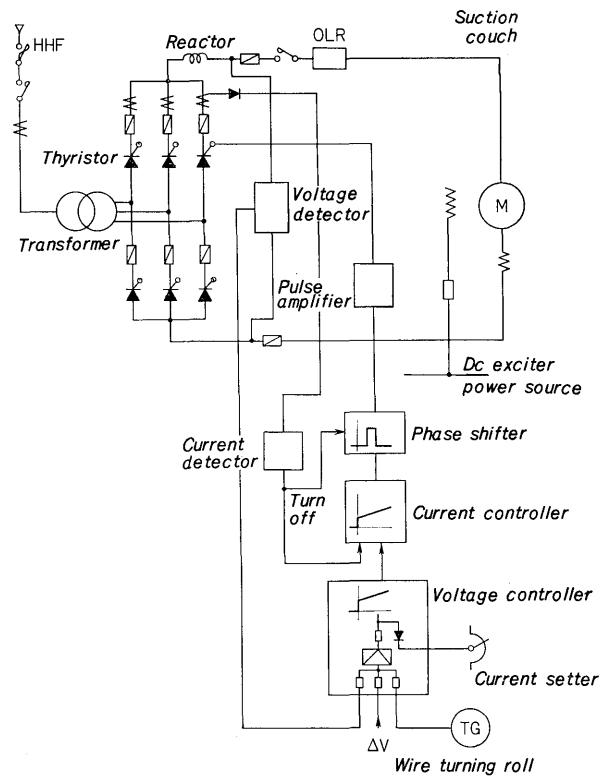 Suction
couch
OLR
Reactor
HHF
Thyristor
M
Voltage
detector
Transformer
Pulse
amplifier
Dc exciter
power source
Phase shifter
Current
detector
Turn
off
Current controller
Voltage controller
Current setter
TG
ΔV
Wire turning roll